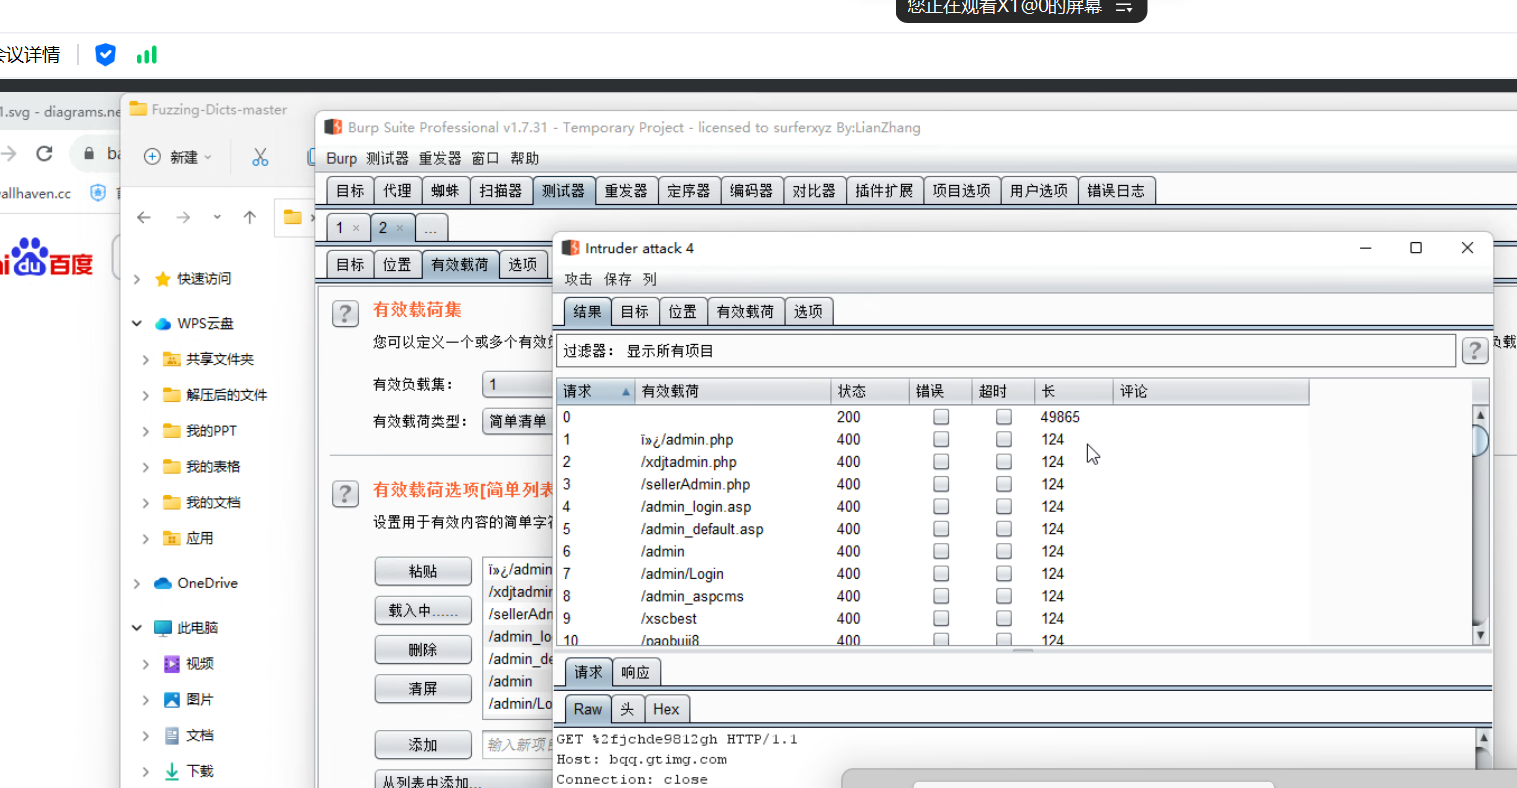 您正在观看X1@0的屏幕
会议详情
1.svg - diagrams.ne
Fuzzing-Dicts-master
Burp Suite Professional v1.7.31 - Temporary Project - licensed to surferxyz By:LianZhang
新建
Burp 测试器 重发器 窗口 帮助
目标 代理 蜘蛛 扫描器 测试器 重发器 定序器 编码器 对比器 插件扩展 项目选项 用户选项 错误日志
allhaven.cc
1 × 2 × ...
目标 位置 有效载荷 选项
du 百度
快速访问
WPS云盘
共享文件夹
解压后的文件
我的PPT
我的表格
我的文档
应用
OneDrive
此电脑
视频
图片
文档
下载
? 有效载荷集
您可以定义一个或多个有效
有效负载集: 1
有效载荷类型: 简单清单
? 有效载荷选项[简单列表
设置用于有效内容的简单字
粘贴
载入中......
删除
清屏
添加 输入新项
从列表中添加...
ï»¿/admin
/xdjtadmin
/sellerAdn
/admin_lo
/admin_de
/admin
/admin/Lo
Intruder attack 4
攻击 保存 列
结果 目标 位置 有效载荷 选项
过滤器: 显示所有项目 ?
请求 有效载荷 状态 错误 超时 长 评论
0 200 49865
1 ï»¿/admin.php 400 124
2 /xdjtadmin.php 400 124
3 /sellerAdmin.php 400 124
4 /admin_login.asp 400 124
5 /admin_default.asp 400 124
6 /admin 400 124
7 /admin/Login 400 124
8 /admin_aspcms 400 124
9 /xscbest 400 124
10 /paobuji8 400 124
请求 响应
Raw 头 Hex
GET %2fjchde9812gh HTTP/1.1
Host: bqq.gtimg.com
Connection: close
负载